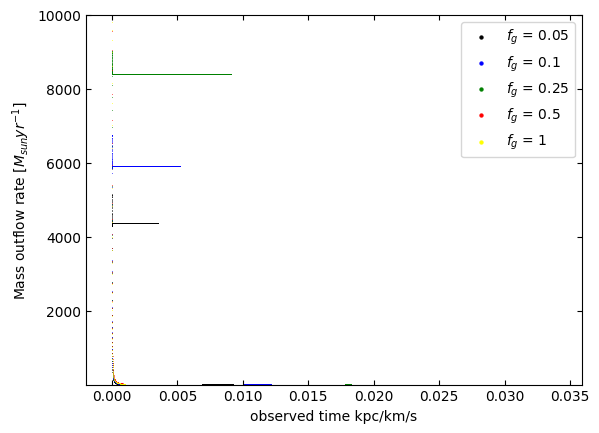 10000
8000
6000
4000
2000
Mass outflow rate [M_{sun}yr^{-1}]
f_g = 0.05
f_g = 0.1
f_g = 0.25
f_g = 0.5
f_g = 1
0.000 0.005 0.010 0.015 0.020 0.025 0.030 0.035
observed time kpc/km/s